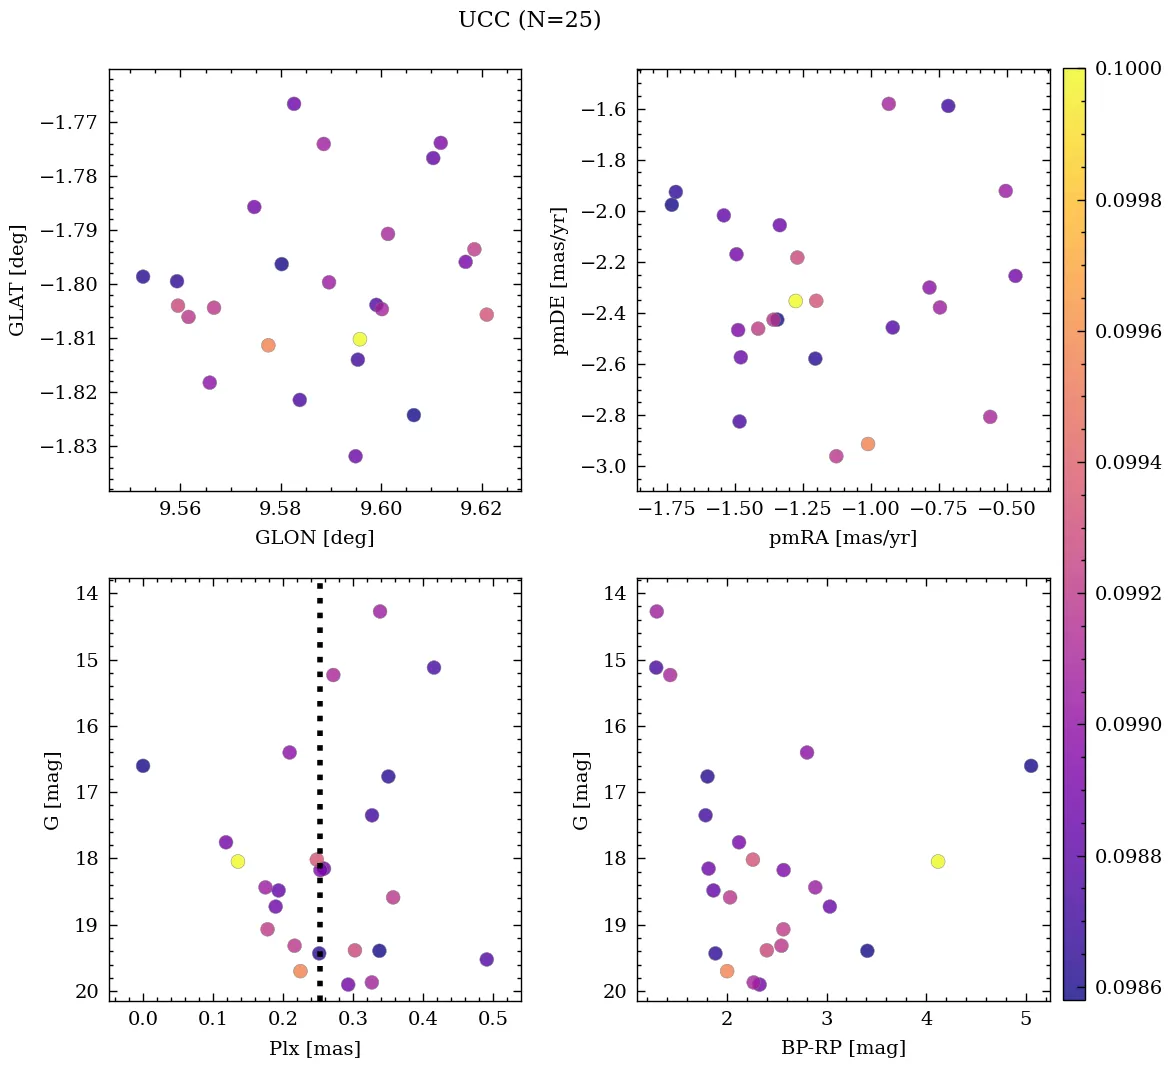 UCC (N=25)
−1.77
−1.78
−1.79
−1.80
−1.81
−1.82
−1.83
GLAT [deg]
9.56 9.58 9.60 9.62
GLON [deg]
−1.6
−1.8
−2.0
−2.2
−2.4
−2.6
−2.8
−3.0
pmDE [mas/yr]
−1.75 −1.50 −1.25 −1.00 −0.75 −0.50
pmRA [mas/yr]
0.1000
0.0998
0.0996
0.0994
0.0992
0.0990
0.0988
0.0986
14
15
16
17
18
19
20
G [mag]
0.0 0.1 0.2 0.3 0.4 0.5
Plx [mas]
14
15
16
17
18
19
20
G [mag]
2 3 4 5
BP-RP [mag]